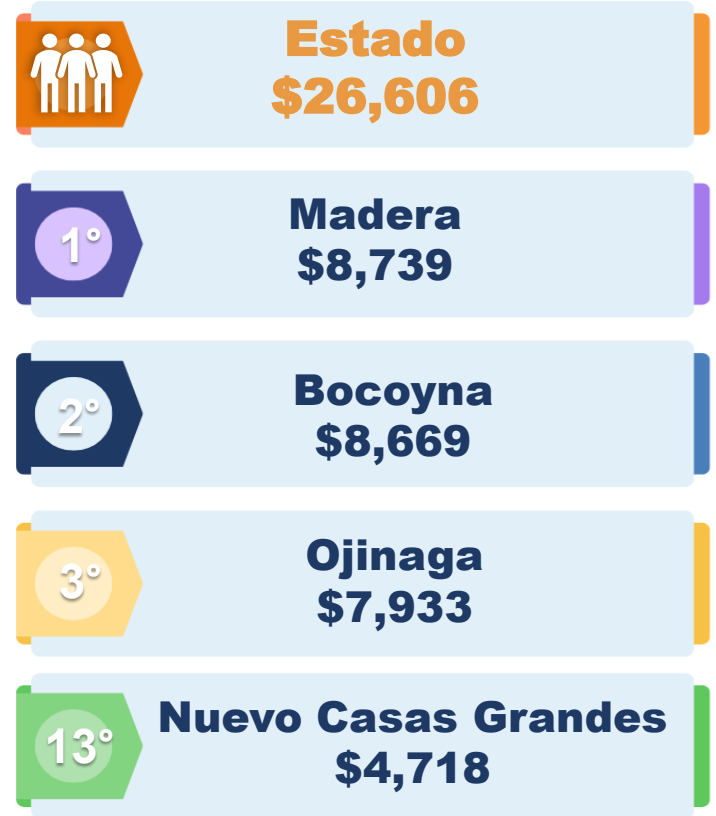 Estado
$26,606
1°
Madera
$8,739
2°
Bocoyna
$8,669
3°
Ojinaga
$7,933
13°
Nuevo Casas Grandes
$4,718